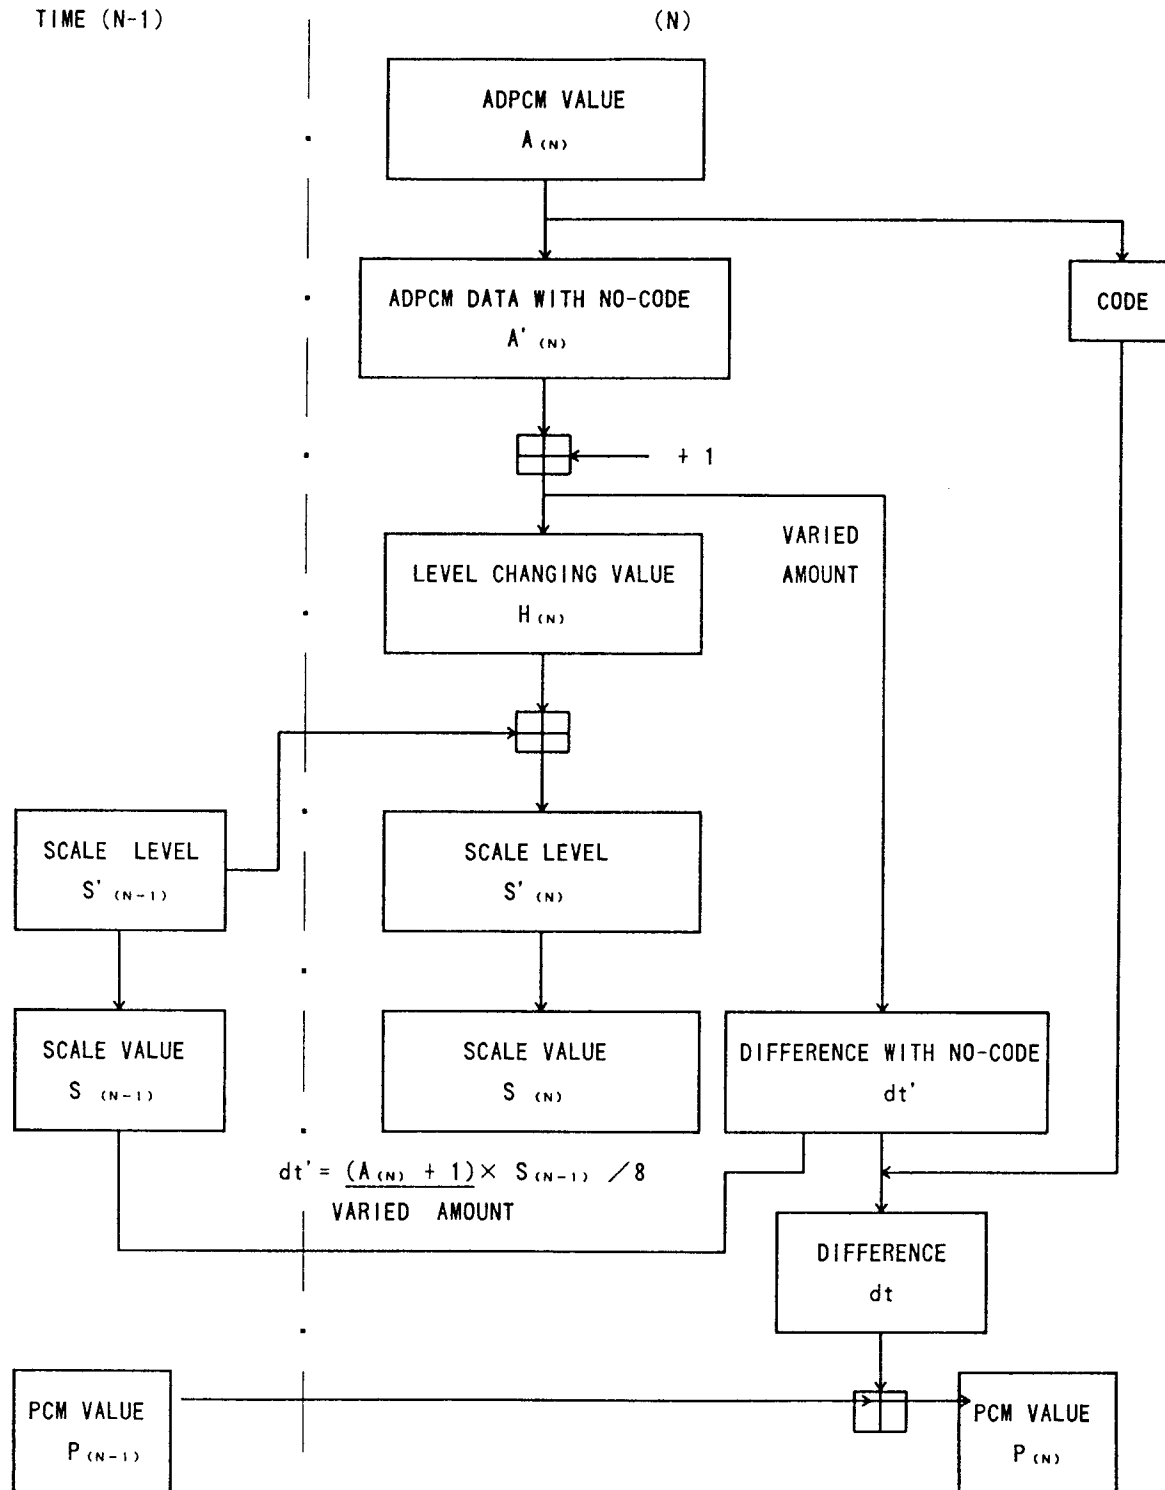 TIME (N-1)
(N)
ADPCM VALUE
A (N)
ADPCM DATA WITH NO-CODE
A' (N)
CODE
+ 1
VARIED
AMOUNT
LEVEL CHANGING VALUE
H (N)
SCALE LEVEL
S' (N-1)
SCALE LEVEL
S' (N)
SCALE VALUE
S (N-1)
SCALE VALUE
S (N)
DIFFERENCE WITH NO-CODE
dt'
dt' = (A(N) + 1) × S(N-1) / 8
VARIED AMOUNT
DIFFERENCE
dt
PCM VALUE
P (N-1)
PCM VALUE
P (N)